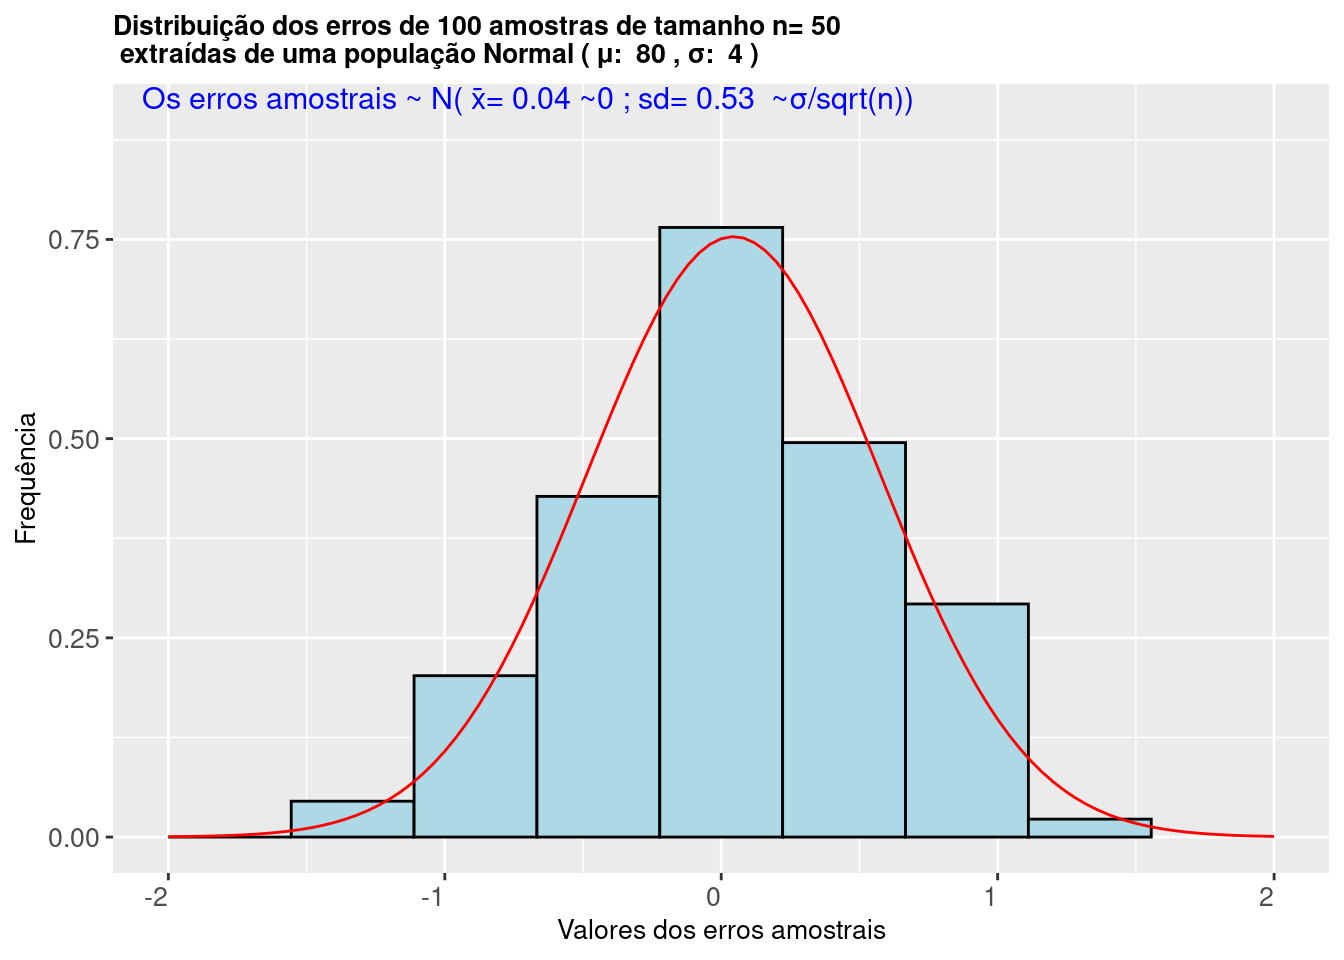 Distribuição dos erros de 100 amostras de tamanho n= 50
extraídas de uma população Normal ( μ:  80 , σ:  4 )
Os erros amostrais ~ N( x̄= 0.04 ~0 ; sd= 0.53  ~σ/sqrt(n))
Frequência
0.75
0.50
0.25
0.00
-2 -1 0 1 2
Valores dos erros amostrais